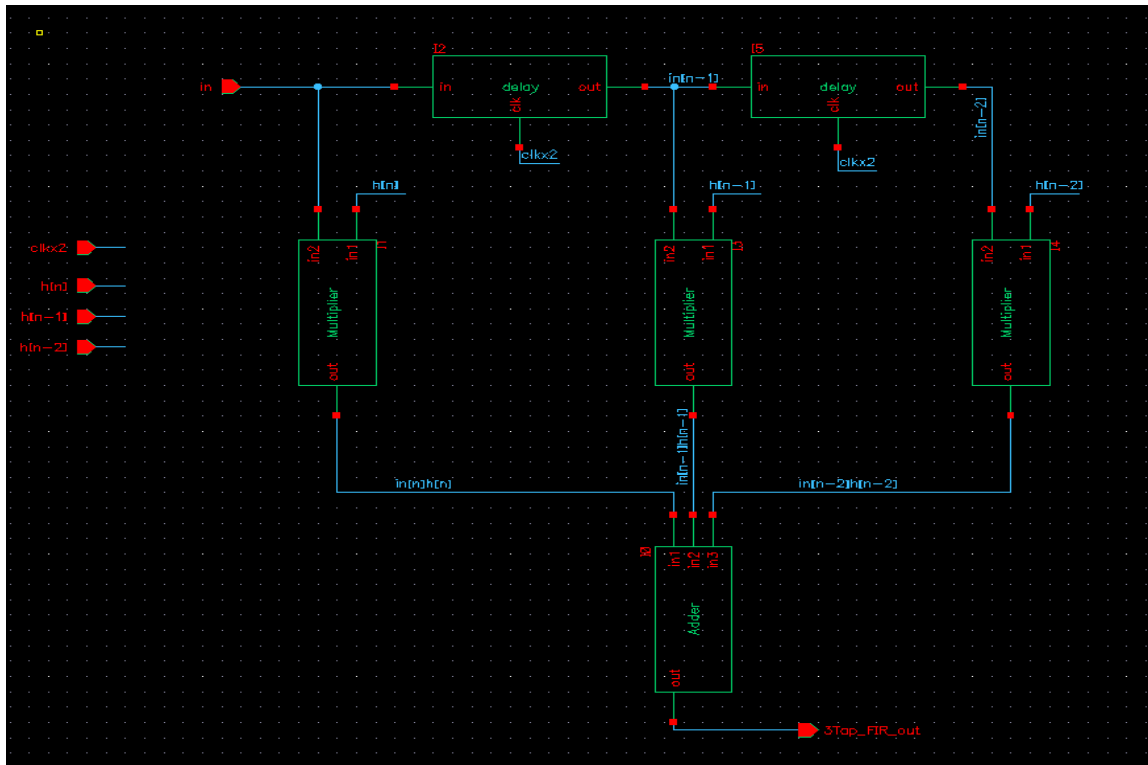 I2
I5
in
in
delay
out
in[n-1]
in
delay
out
clk
clk
in[n-2]
clkx2
clkx2
h[n]
h[n-1]
h[n-2]
clkx2
h[n]
h[n-1]
h[n-2]
in2
in1
I1
Multiplier
out
in2
in1
I3
Multiplier
out
in2
in1
I4
Multiplier
out
in[n]h[n]
in[n-1]h[n-1]
in[n-2]h[n-2]
I0
in1
in2
in3
Adder
out
3Tap_FIR_out